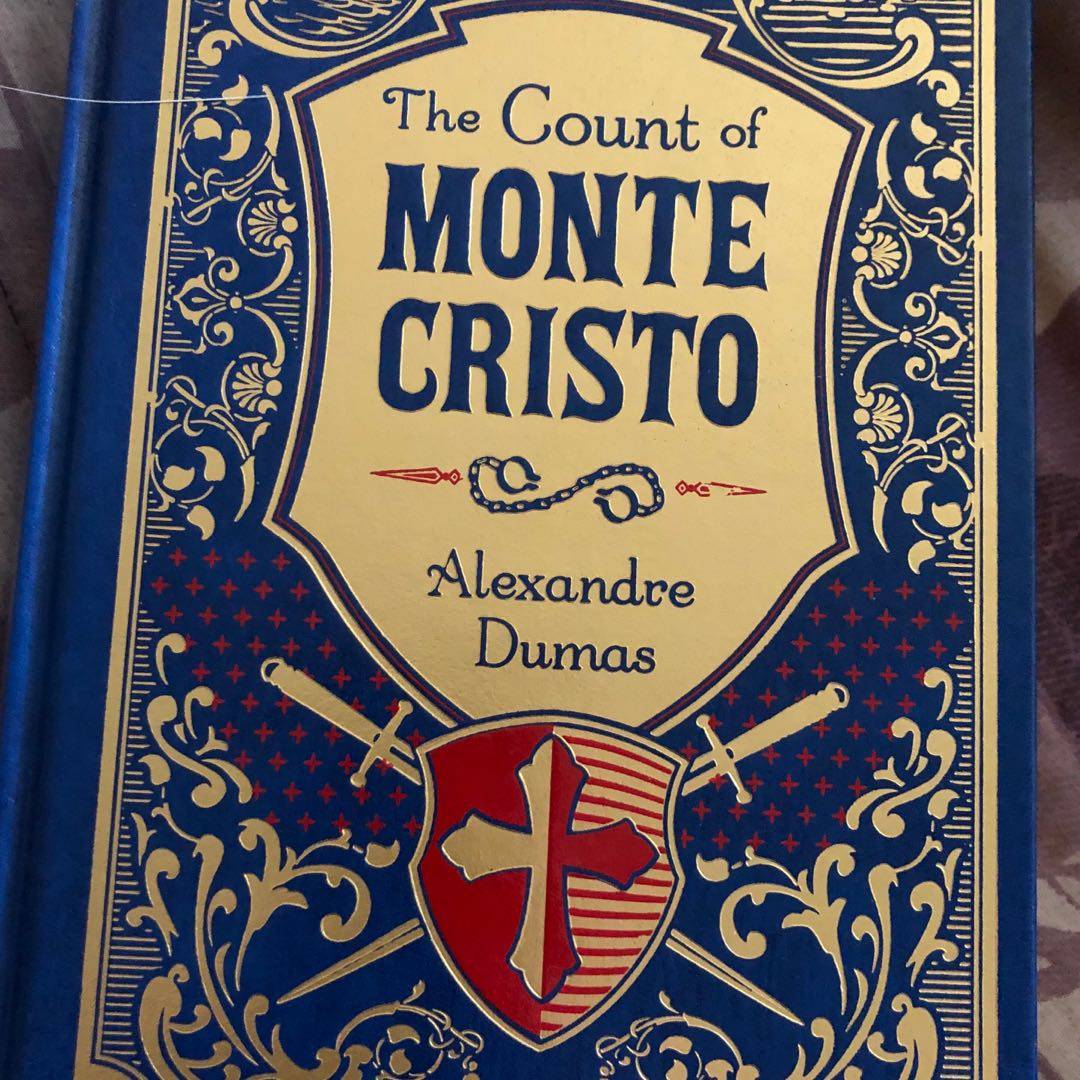 The Count of
MONTE
CRISTO
Alexandre
Dumas